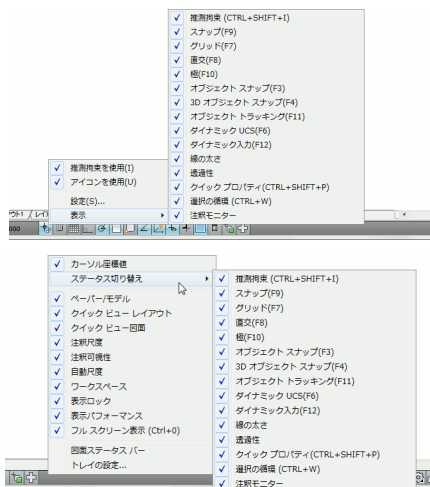 推測拘束 (CTRL+SHIFT+I)
スナップ(F9)
グリッド(F7)
直交(F8)
極(F10)
オブジェクト スナップ(F3)
3D オブジェクト スナップ(F4)
オブジェクト トラッキング(F11)
ダイナミック UCS(F6)
ダイナミック入力(F12)
線の太さ
透過性
クイック プロパティ(CTRL+SHIFT+P)
選択の循環 (CTRL+W)
注釈モニター
推測拘束を使用(I)
アイコンを使用(U)
設定(S)...
表示
カーソル座標値
ステータス切り替え
ペーパー/モデル
クイック ビュー レイアウト
クイック ビュー図面
注釈尺度
注釈可視性
自動尺度
ワークスペース
表示ロック
表示パフォーマンス
フル スクリーン表示 (Ctrl+0)
図面ステータス バー
トレイの設定...
推測拘束 (CTRL+SHIFT+I)
スナップ(F9)
グリッド(F7)
直交(F8)
極(F10)
オブジェクト スナップ(F3)
3D オブジェクト スナップ(F4)
オブジェクト トラッキング(F11)
ダイナミック UCS(F6)
ダイナミック入力(F12)
線の太さ
透過性
クイック プロパティ(CTRL+SHIFT+P)
選択の循環 (CTRL+W)
注釈モニター